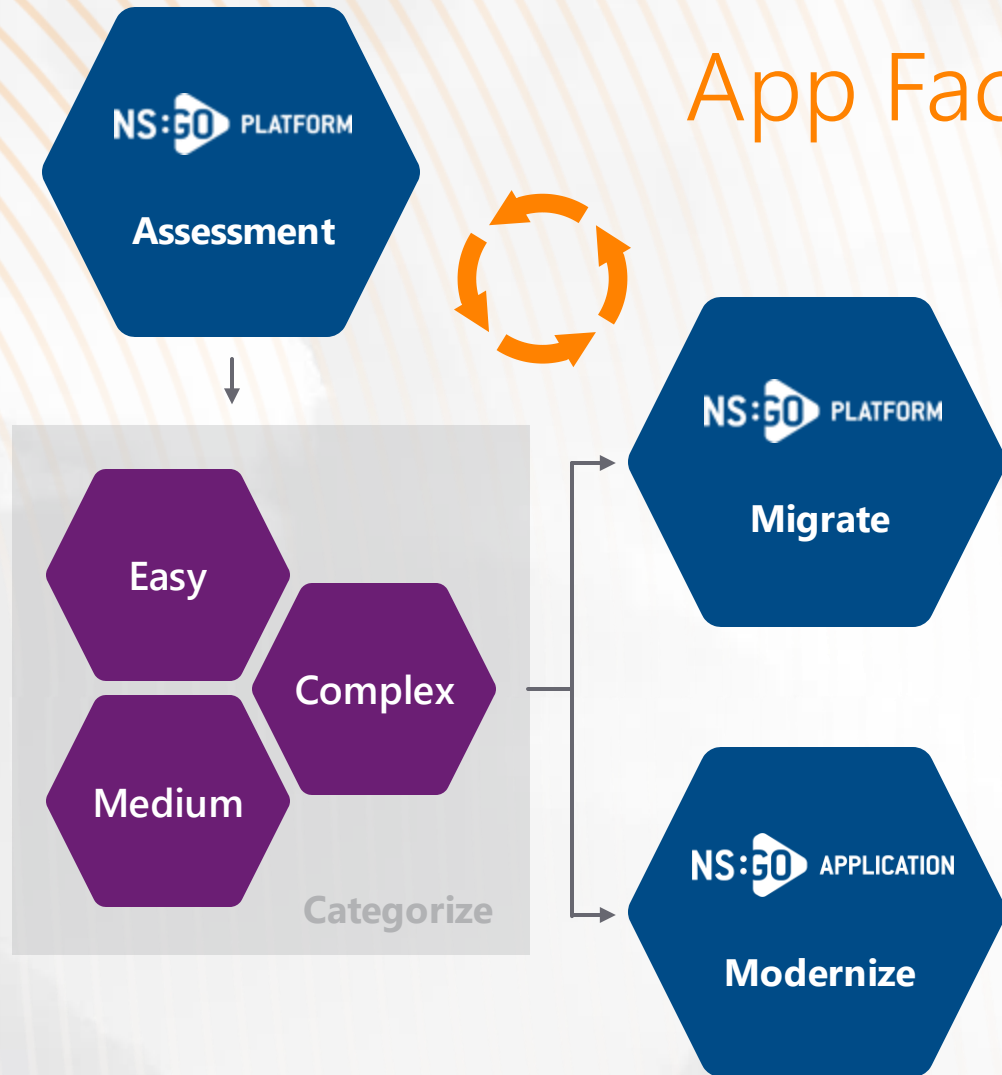 App Fac
NS:GO PLATFORM
Assessment
NS:GO PLATFORM
Migrate
Easy
Complex
Medium
Categorize
NS:GO APPLICATION
Modernize